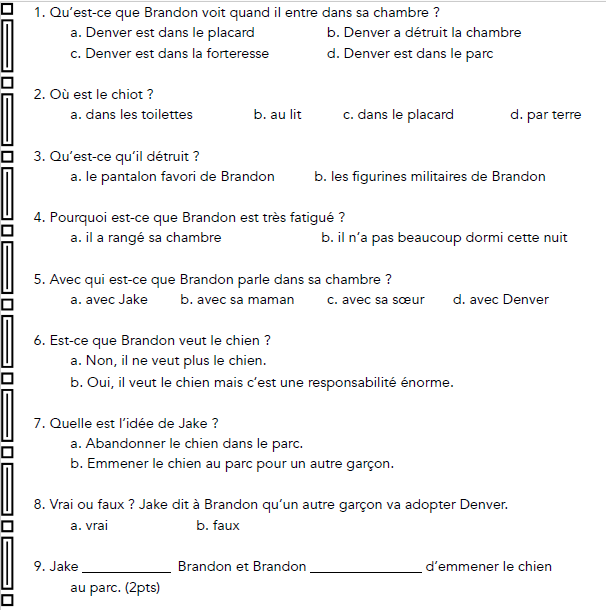 1. Qu'est-ce que Brandon voit quand il entre dans sa chambre ?
a. Denver est dans le placard b. Denver a détruit la chambre
c. Denver est dans la forteresse d. Denver est dans le parc
2. Où est le chiot ?
a. dans les toilettes b. au lit c. dans le placard d. par terre
3. Qu'est-ce qu'il détruit ?
a. le pantalon favori de Brandon b. les figurines militaires de Brandon
4. Pourquoi est-ce que Brandon est très fatigué ?
a. il a rangé sa chambre b. il n'a pas beaucoup dormi cette nuit
5. Avec qui est-ce que Brandon parle dans sa chambre ?
a. avec Jake b. avec sa maman c. avec sa sœur d. avec Denver
6. Est-ce que Brandon veut le chien ?
a. Non, il ne veut plus le chien.
b. Oui, il veut le chien mais c'est une responsabilité énorme.
7. Quelle est l'idée de Jake ?
a. Abandonner le chien dans le parc.
b. Emmener le chien au parc pour un autre garçon.
8. Vrai ou faux ? Jake dit à Brandon qu'un autre garçon va adopter Denver.
a. vrai b. faux
9. Jake ____________ Brandon et Brandon _______________ d'emmener le chien
au parc. (2pts)